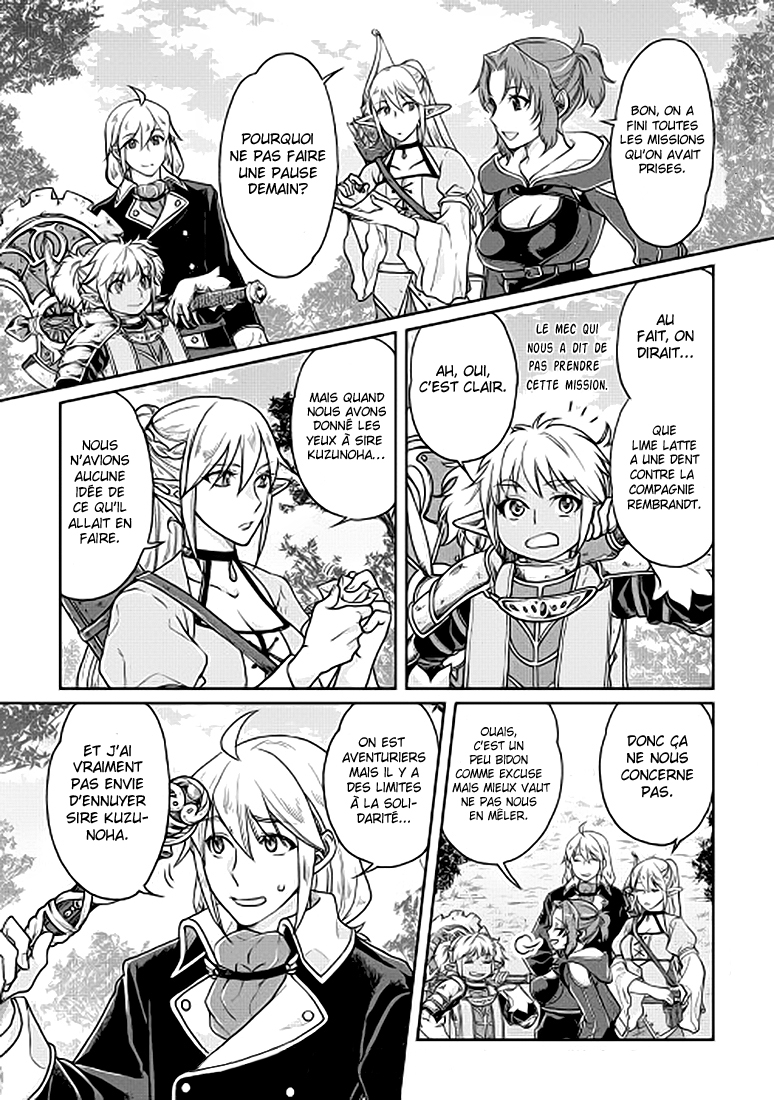 BON, ON A
FINI TOUTES
LES MISSIONS
QU'ON AVAIT
PRISES.
POURQUOI
NE PAS FAIRE
UNE PAUSE
DEMAIN?
AU
FAIT, ON
DIRAIT...
QUE
LIME LATTE
A UNE DENT
CONTRE LA
COMPAGNIE
REMBRANDT.
LE MEC QUI
NOUS A DIT DE
PAS PRENDRE
CETTE MISSION.
AH, OUI,
C'EST CLAIR.
MAIS QUAND
NOUS AVONS
DONNÉ LES
YEUX À SIRE
KUZUNOHA...
NOUS
N'AVIONS
AUCUNE
IDÉE DE
CE QU'IL
ALLAIT EN
FAIRE.
DONC ÇA
NE NOUS
CONCERNE
PAS.
OUAIS,
C'EST UN
PEU BIDON
COMME EXCUSE
MAIS MIEUX VAUT
NE PAS NOUS
EN MÊLER.
ON EST
AVENTURIERS
MAIS IL Y A
DES LIMITES
À LA SOLI-
DARITÉ...
ET J'AI
VRAIMENT
PAS ENVIE
D'ENNUYER
SIRE KUZU-
NOHA.